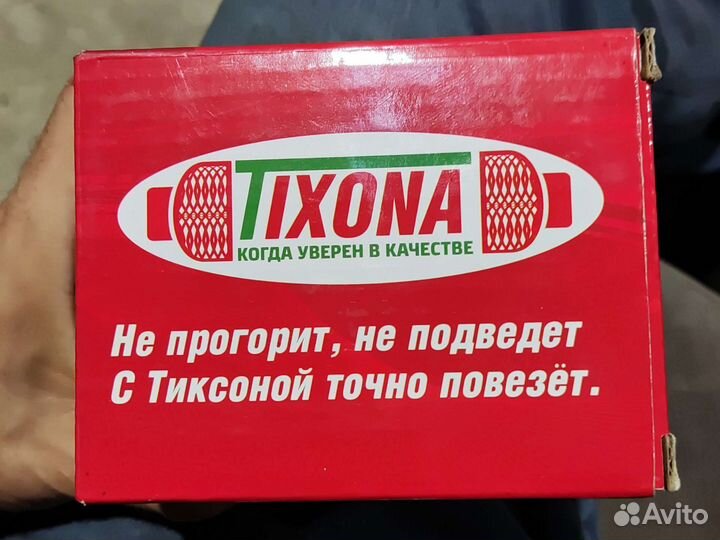 TIXONA
КОГДА УВЕРЕН В КАЧЕСТВЕ
Не прогорит, не подведет
С Тиксоной точно повезёт.
Avito